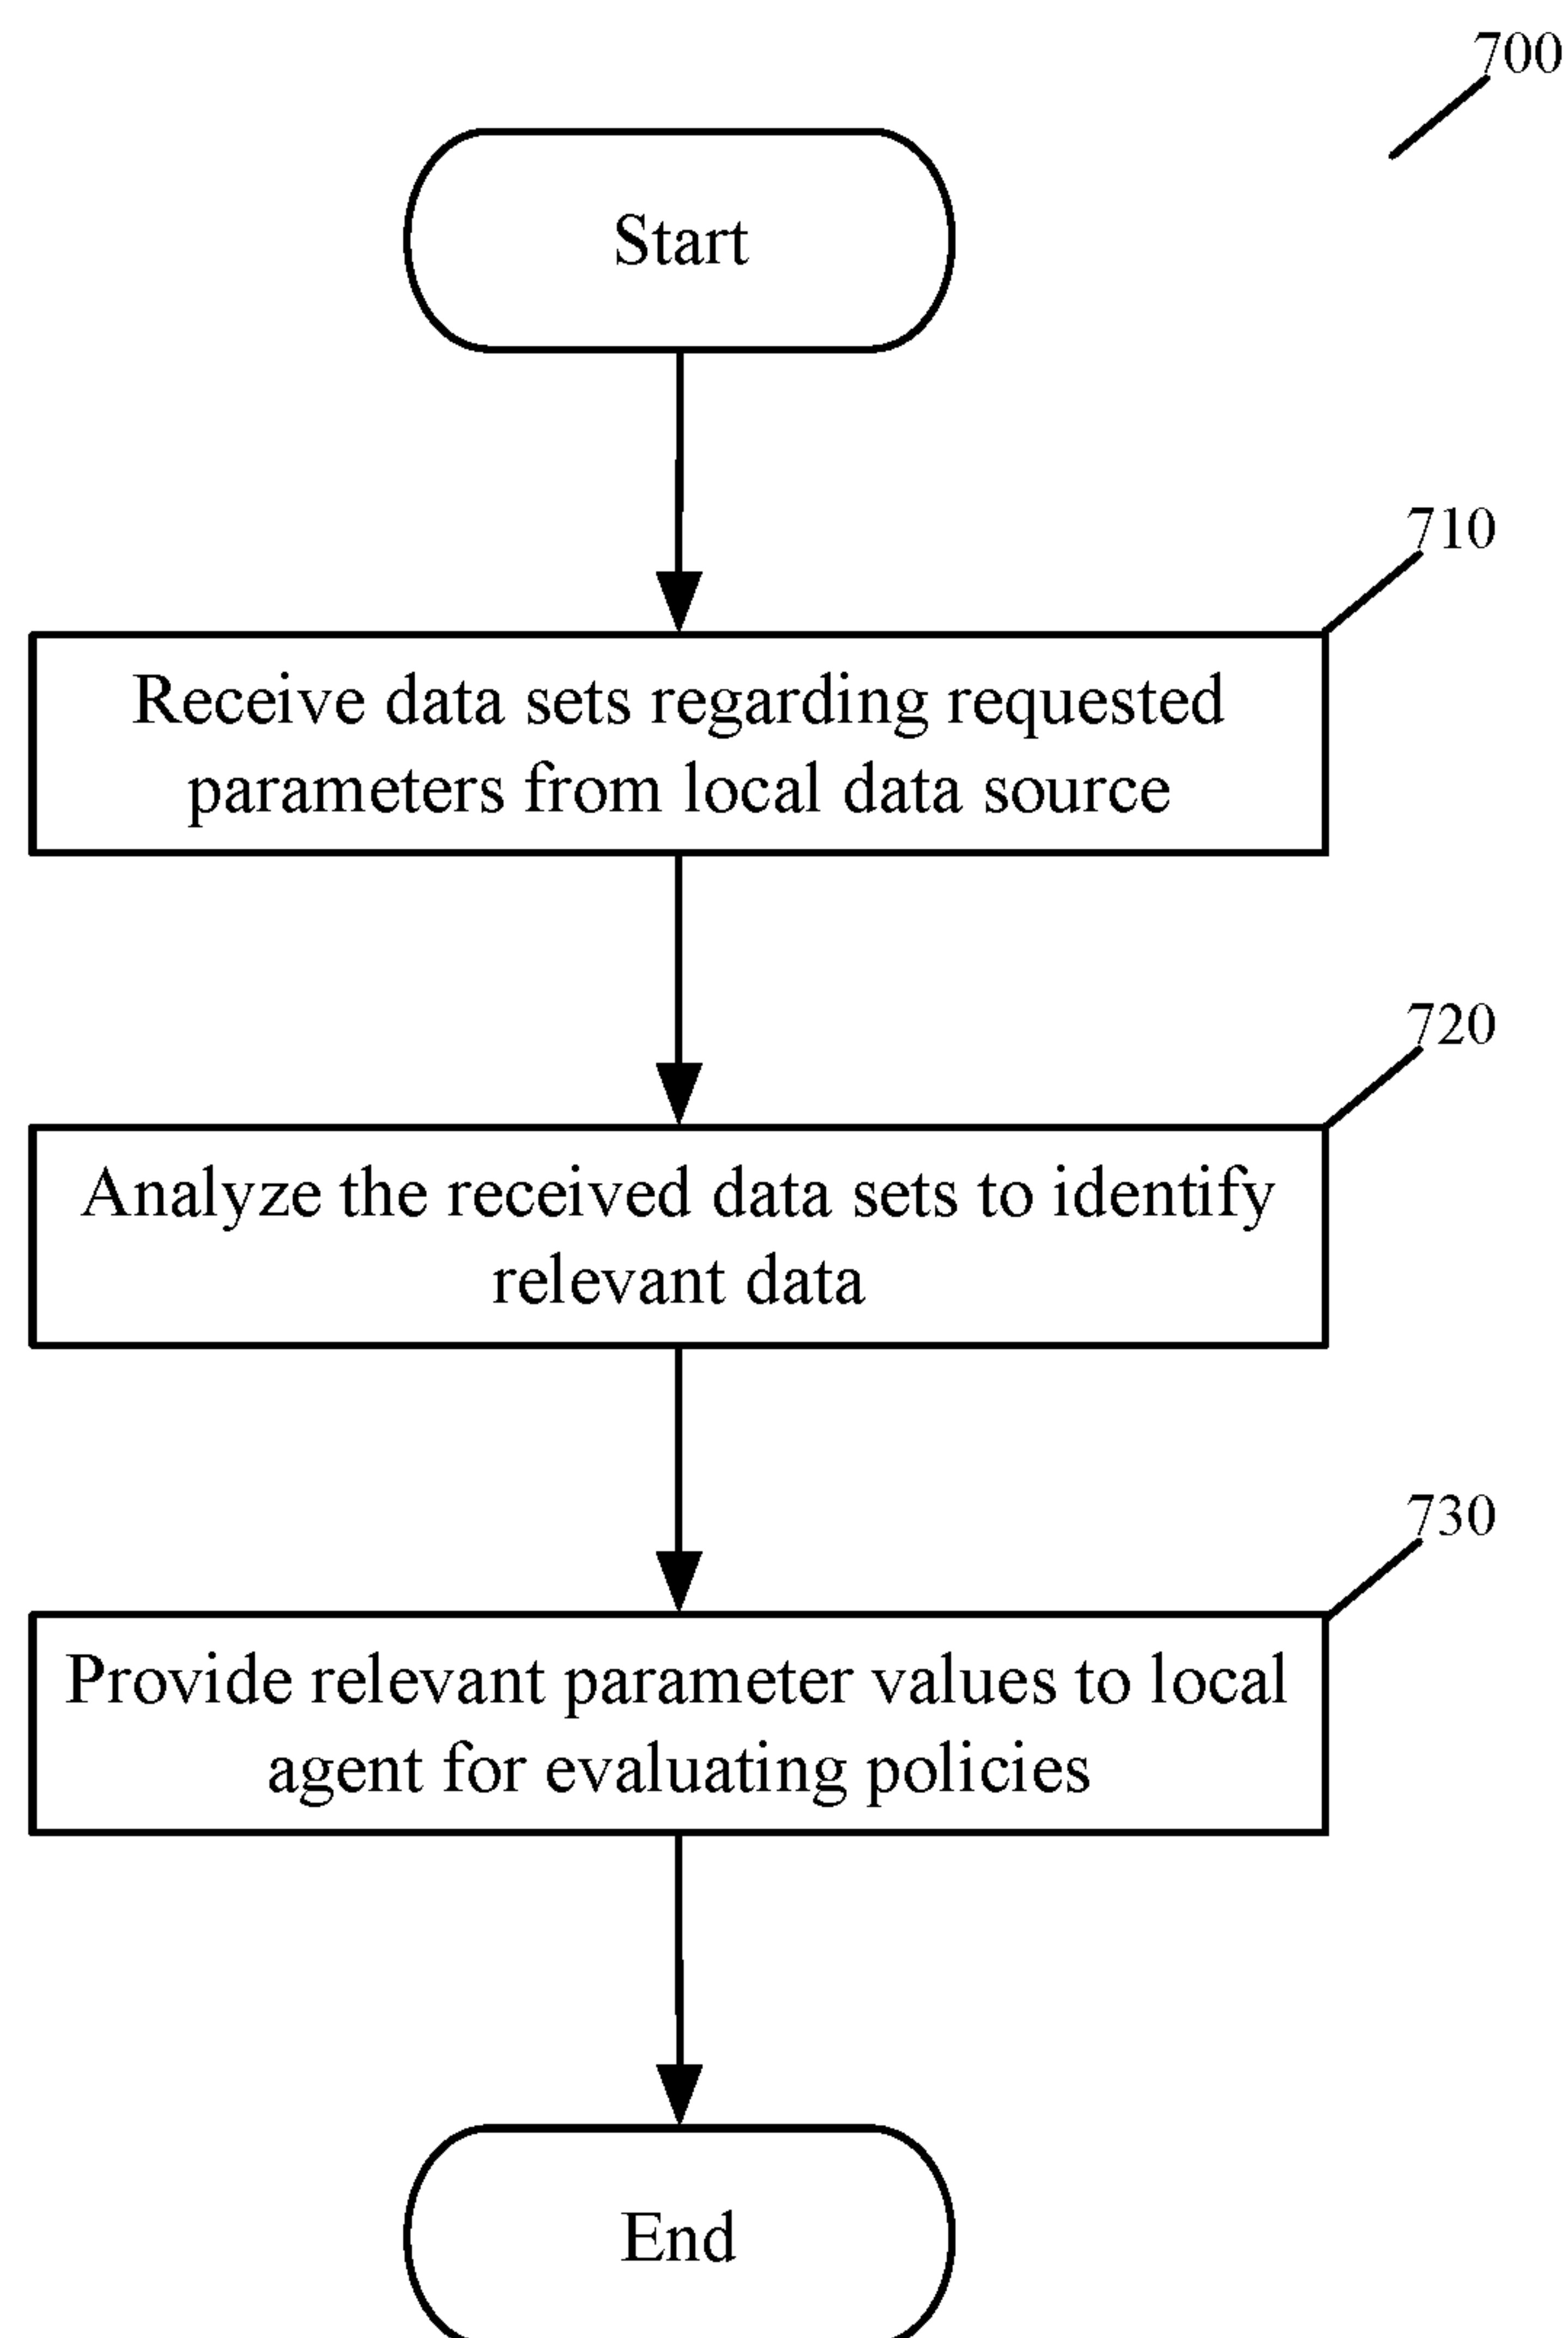 700
Start
710
Receive data sets regarding requested
parameters from local data source
720
Analyze the received data sets to identify
relevant data
730
Provide relevant parameter values to local
agent for evaluating policies
End